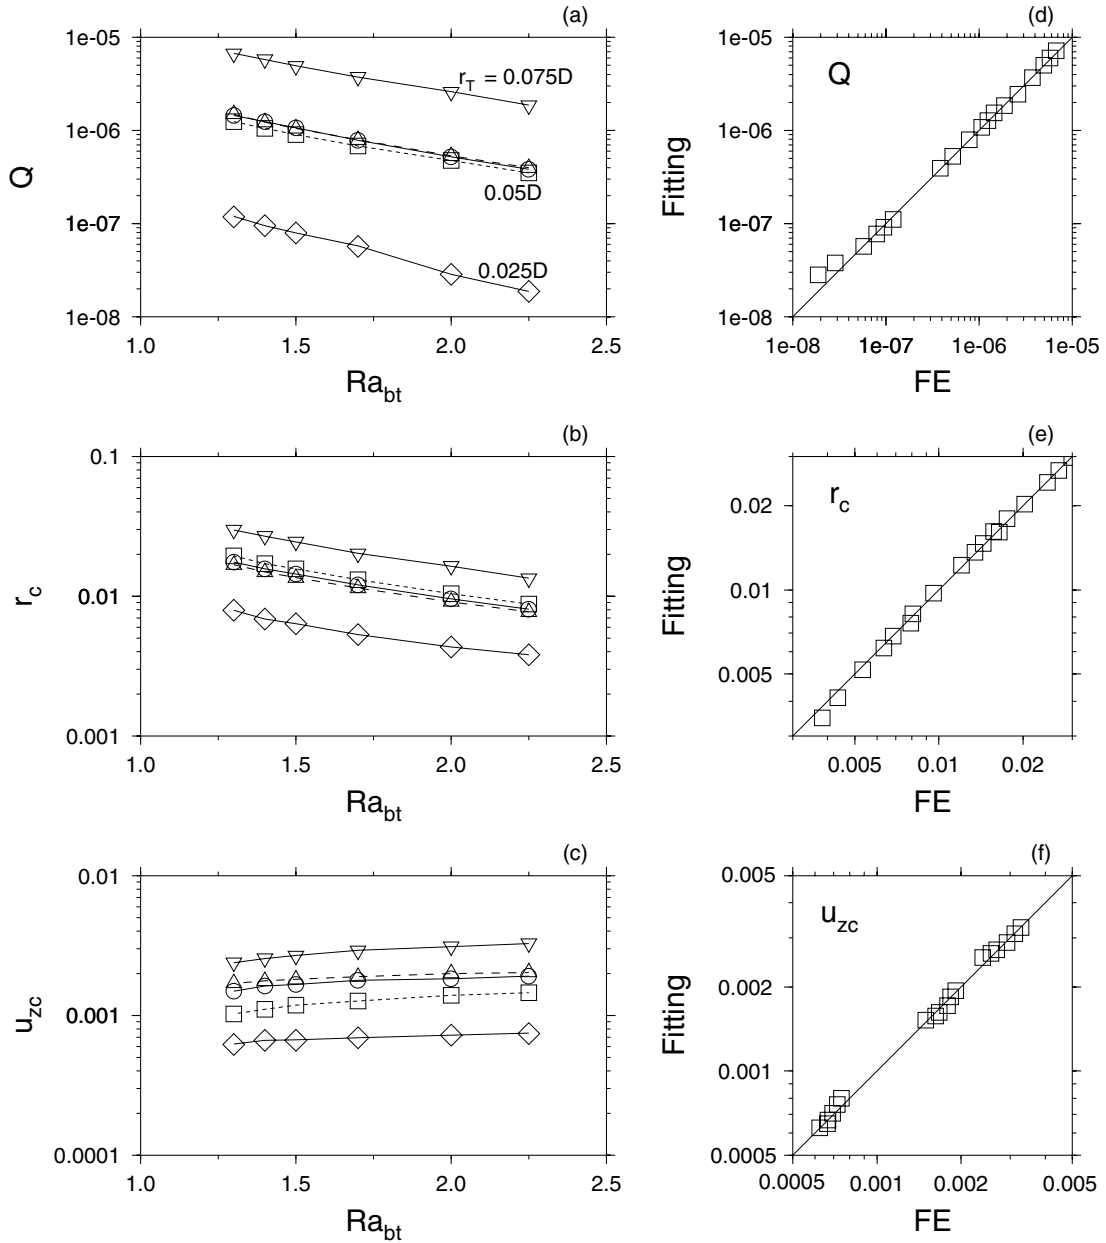 (a)
1e-05
1e-06
1e-07
1e-08
Q
r_T = 0.075D
0.05D
0.025D
1.0 1.5 2.0 2.5
Ra_bt
(d)
1e-05
1e-06
1e-07
1e-08
Fitting
Q
1e-08 1e-07 1e-06 1e-05
FE
(b)
0.1
0.01
0.001
r_c
1.0 1.5 2.0 2.5
Ra_bt
(e)
0.02
0.01
0.005
Fitting
r_c
0.005 0.01 0.02
FE
(c)
0.01
0.001
0.0001
u_zc
1.0 1.5 2.0 2.5
Ra_bt
(f)
0.005
0.002
0.001
0.0005
Fitting
u_zc
0.0005 0.001 0.002 0.005
FE